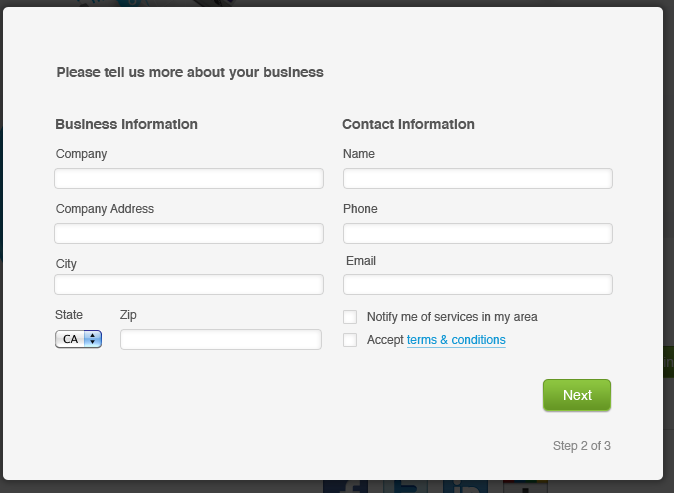 Please tell us more about your business
Business Information
Company
Company Address
City
State
Zip
CA
Contact Information
Name
Phone
Email
Notify me of services in my area
Accept terms & conditions
Next
Step 2 of 3